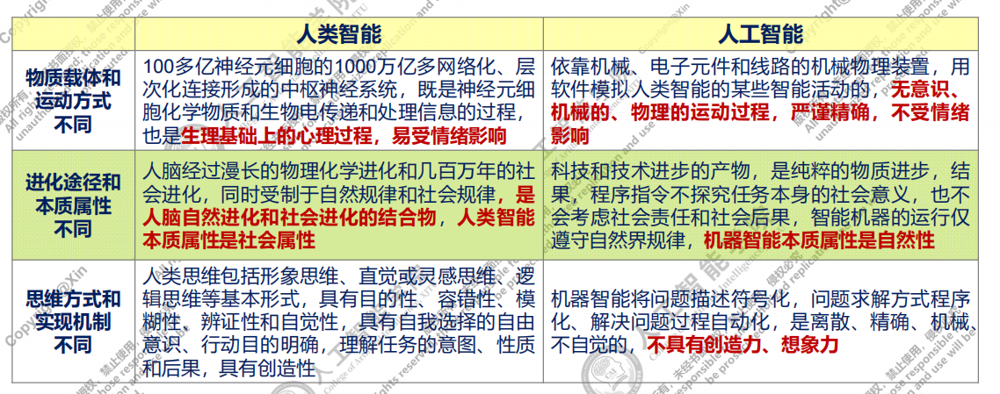 人类智能
人工智能
物质载体和
运动方式
不同
100多亿神经元细胞的1000万亿多网络化、层
次化连接形成的中枢神经系统，既是神经元细
胞化学物质和生物电传递和处理信息的过程，
也是生理基础上的心理过程，易受情绪影响
依靠机械、电子元件和线路的机械物理装置，用
软件模拟人类智能的某些智能活动的，无意识、
机械的、物理的运动过程，严谨精确，不受情绪
影响
进化途径和
本质属性
不同
人脑经过漫长的物理化学进化和几百万年的社
会进化，同时受制于自然规律和社会规律，是
人脑自然进化和社会进化的结合物，人类智能
本质属性是社会属性
科技和技术进步的产物，是纯粹的物质进步，结
果，程序指令不探究任务本身的社会意义，也不
会考虑社会责任和社会后果，智能机器的运行仅
遵守自然界规律，机器智能本质属性是自然性
思维方式和
实现机制
不同
人类思维包括形象思维、直觉或灵感思维、逻
辑思维等基本形式，具有目的性、容错性、模
糊性、辨证性和自觉性，具有自我选择的自由
意识、行动目的明确，理解任务的意图、性质
和后果，具有创造性
机器智能将问题描述符号化，问题求解方式程序
化、解决问题过程自动化，是离散、精确、机械、
不自觉的，不具有创造力、想象力